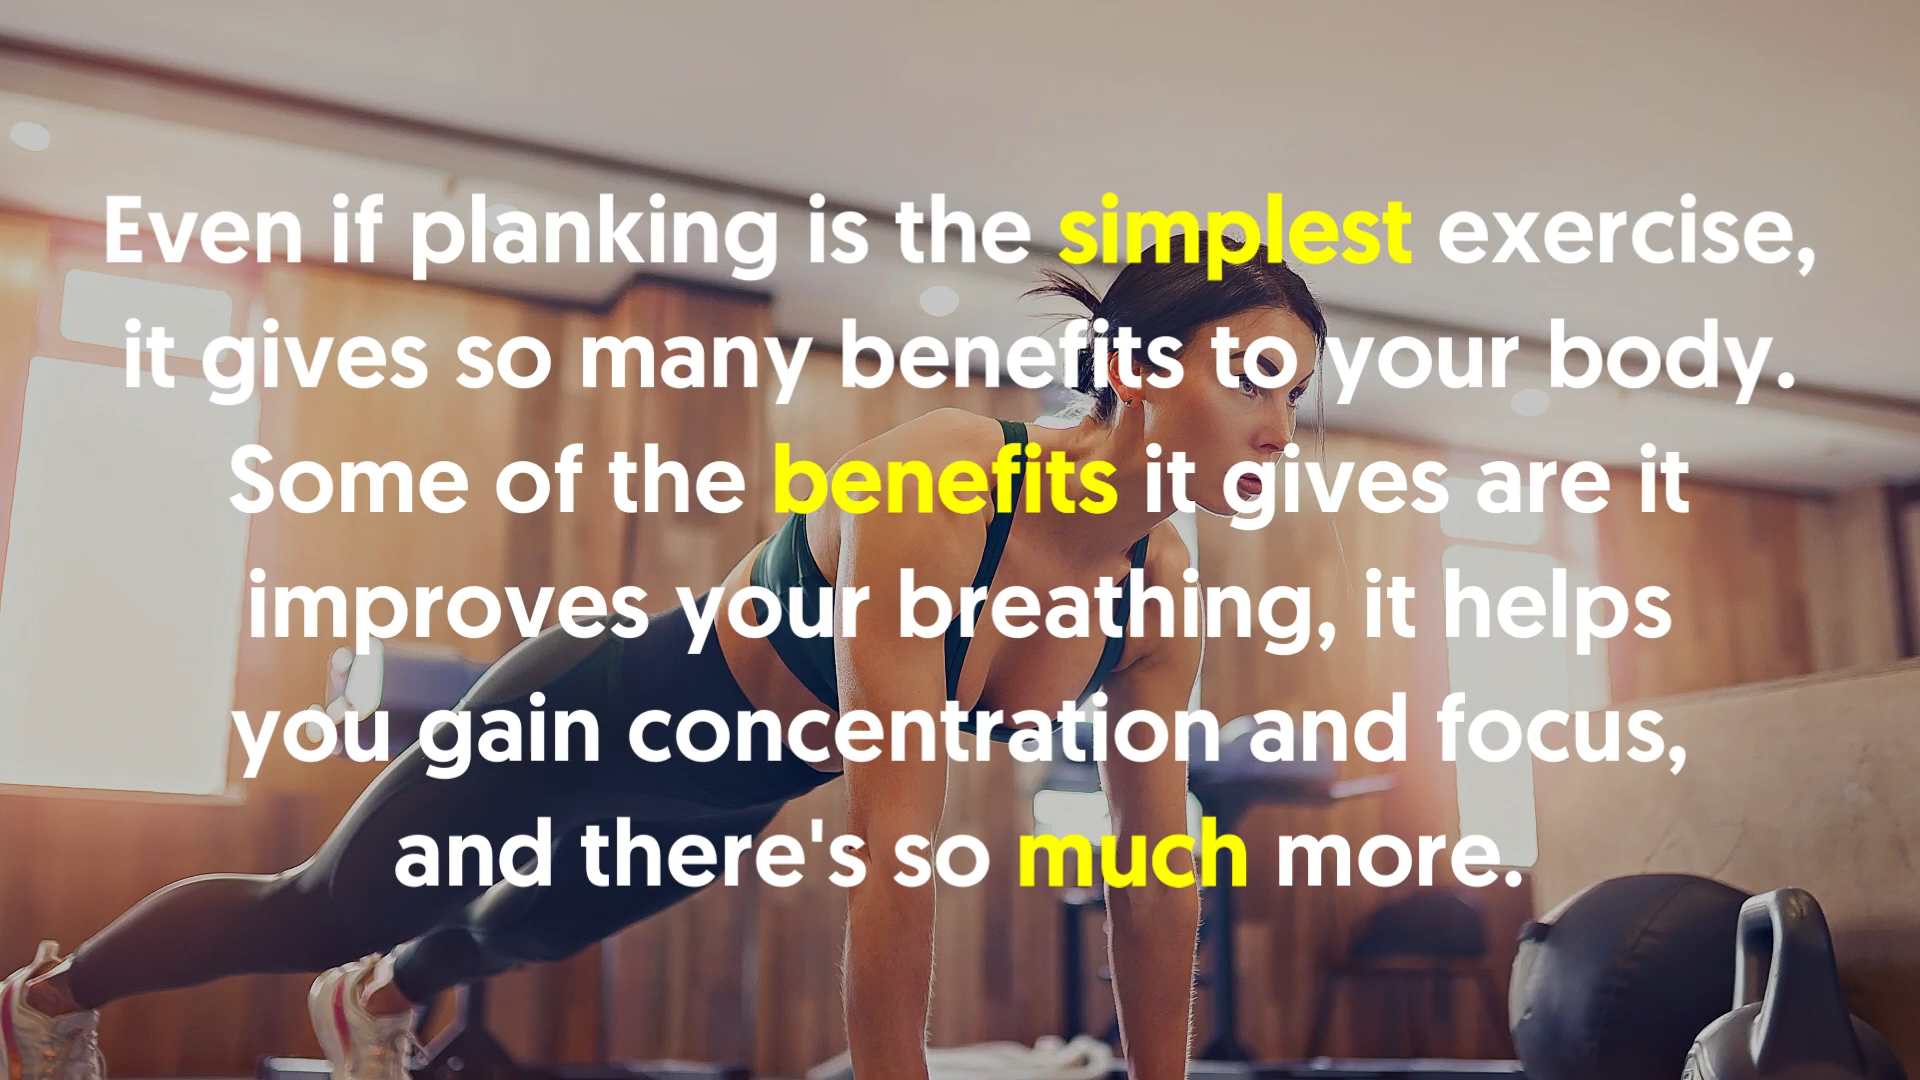 Even if planking is the simplest exercise,
it gives so many benefits to your body.
Some of the benefits it gives are it
improves your breathing, it helps
you gain concentration and focus,
and there's so much more.